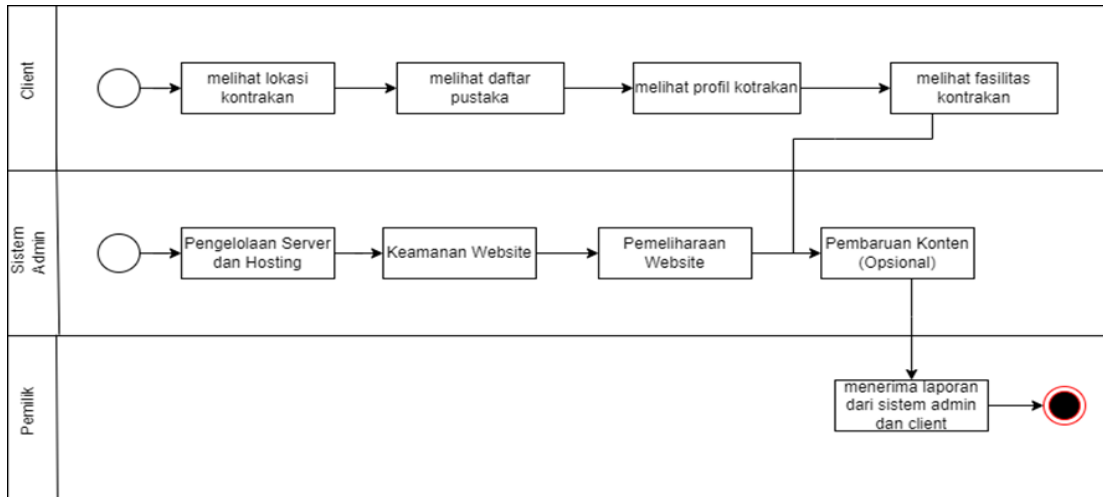 Client
melihat lokasi
kontrakan
melihat daftar
pustaka
melihat profil kotrakan
melihat fasilitas
kontrakan
Sistem
Admin
Pengelolaan Server
dan Hosting
Keamanan Website
Pemeliharaan
Website
Pembaruan Konten
(Opsional)
Pemilik
menerima laporan
dari sistem admin
dan client